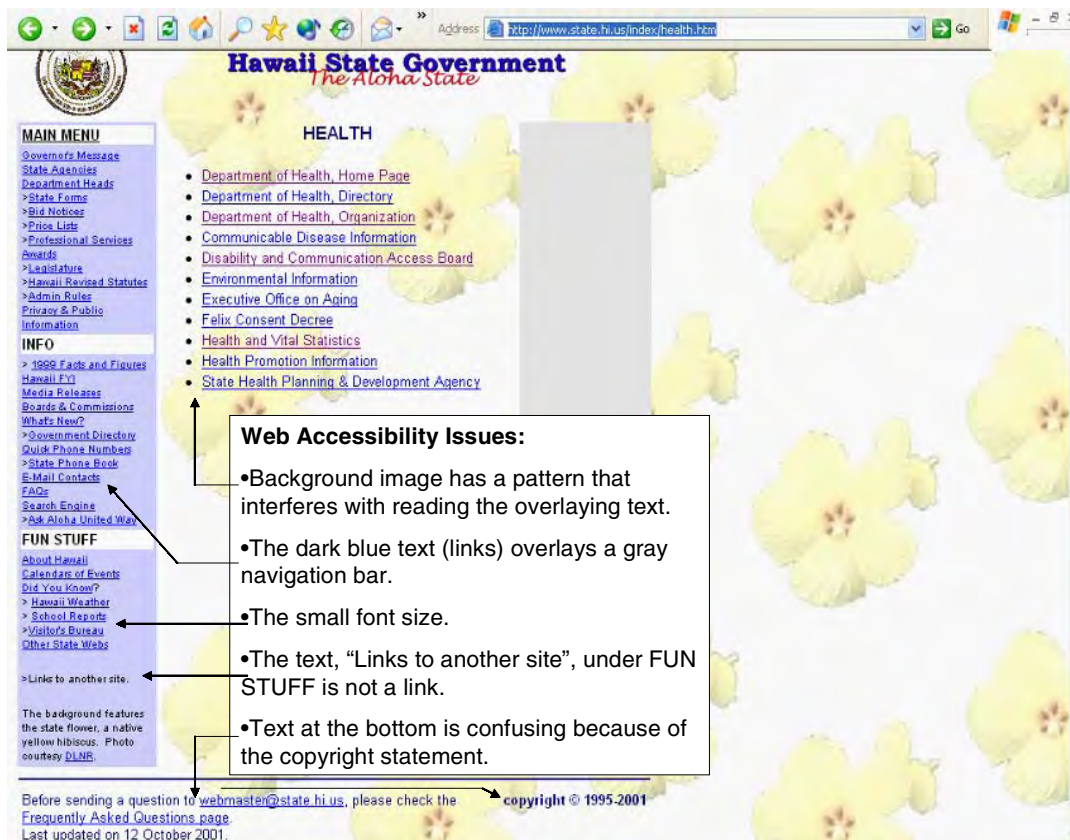 »
Address http://www.state.hi.us/index/health.htm Go
Hawaii State Government
The Aloha State
MAIN MENU
Governor's Message
State Agencies
Department Heads
>State Forms
>Bid Notices
>Price Lists
>Professional Services
Awards
>Legislature
>Hawaii Revised Statutes
>Admin Rules
Privacy & Public
Information
INFO
> 1999 Facts and Figures
Hawaii FYI
Media Releases
Boards & Commissions
What's New?
>Government Directory
Quick Phone Numbers
>State Phone Book
E-Mail Contacts
FAQs
Search Engine
>Ask Aloha United Way
FUN STUFF
About Hawaii
Calendars of Events
Did You Know?
> Hawaii Weather
> School Reports
>Visitor's Bureau
Other State Webs
>Links to another site.
The background features
the state flower, a native
yellow hibiscus. Photo
courtesy DLNR.
HEALTH
• Department of Health, Home Page
• Department of Health, Directory
• Department of Health, Organization
• Communicable Disease Information
• Disability and Communication Access Board
• Environmental Information
• Executive Office on Aging
• Felix Consent Decree
• Health and Vital Statistics
• Health Promotion Information
• State Health Planning & Development Agency
Web Accessibility Issues:
•Background image has a pattern that
interferes with reading the overlaying text.
•The dark blue text (links) overlays a gray
navigation bar.
•The small font size.
•The text, “Links to another site”, under FUN
STUFF is not a link.
•Text at the bottom is confusing because of
the copyright statement.
Before sending a question to webmaster@state.hi.us, please check the
Frequently Asked Questions page.
Last updated on 12 October 2001.
copyright © 1995-2001